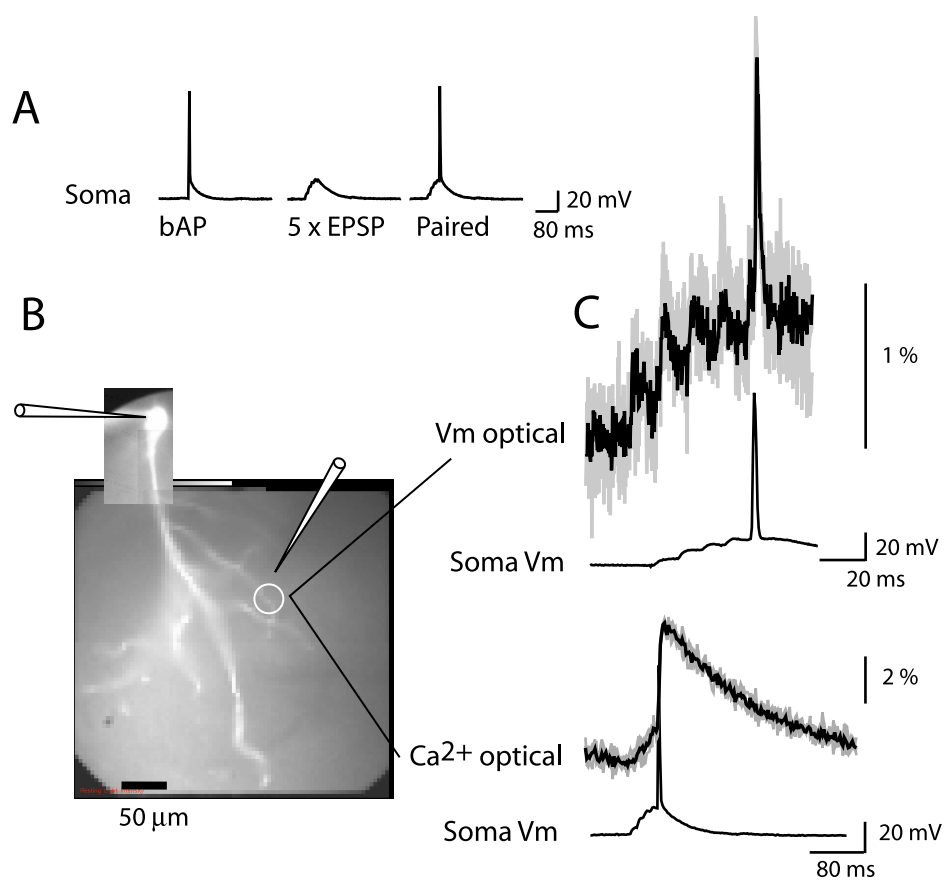 A
Soma
bAP
5 x EPSP
Paired
20 mV
80 ms
B
C
1 %
Vm optical
Soma Vm
20 mV
20 ms
2 %
Ca2+ optical
50 μm
Soma Vm
20 mV
80 ms